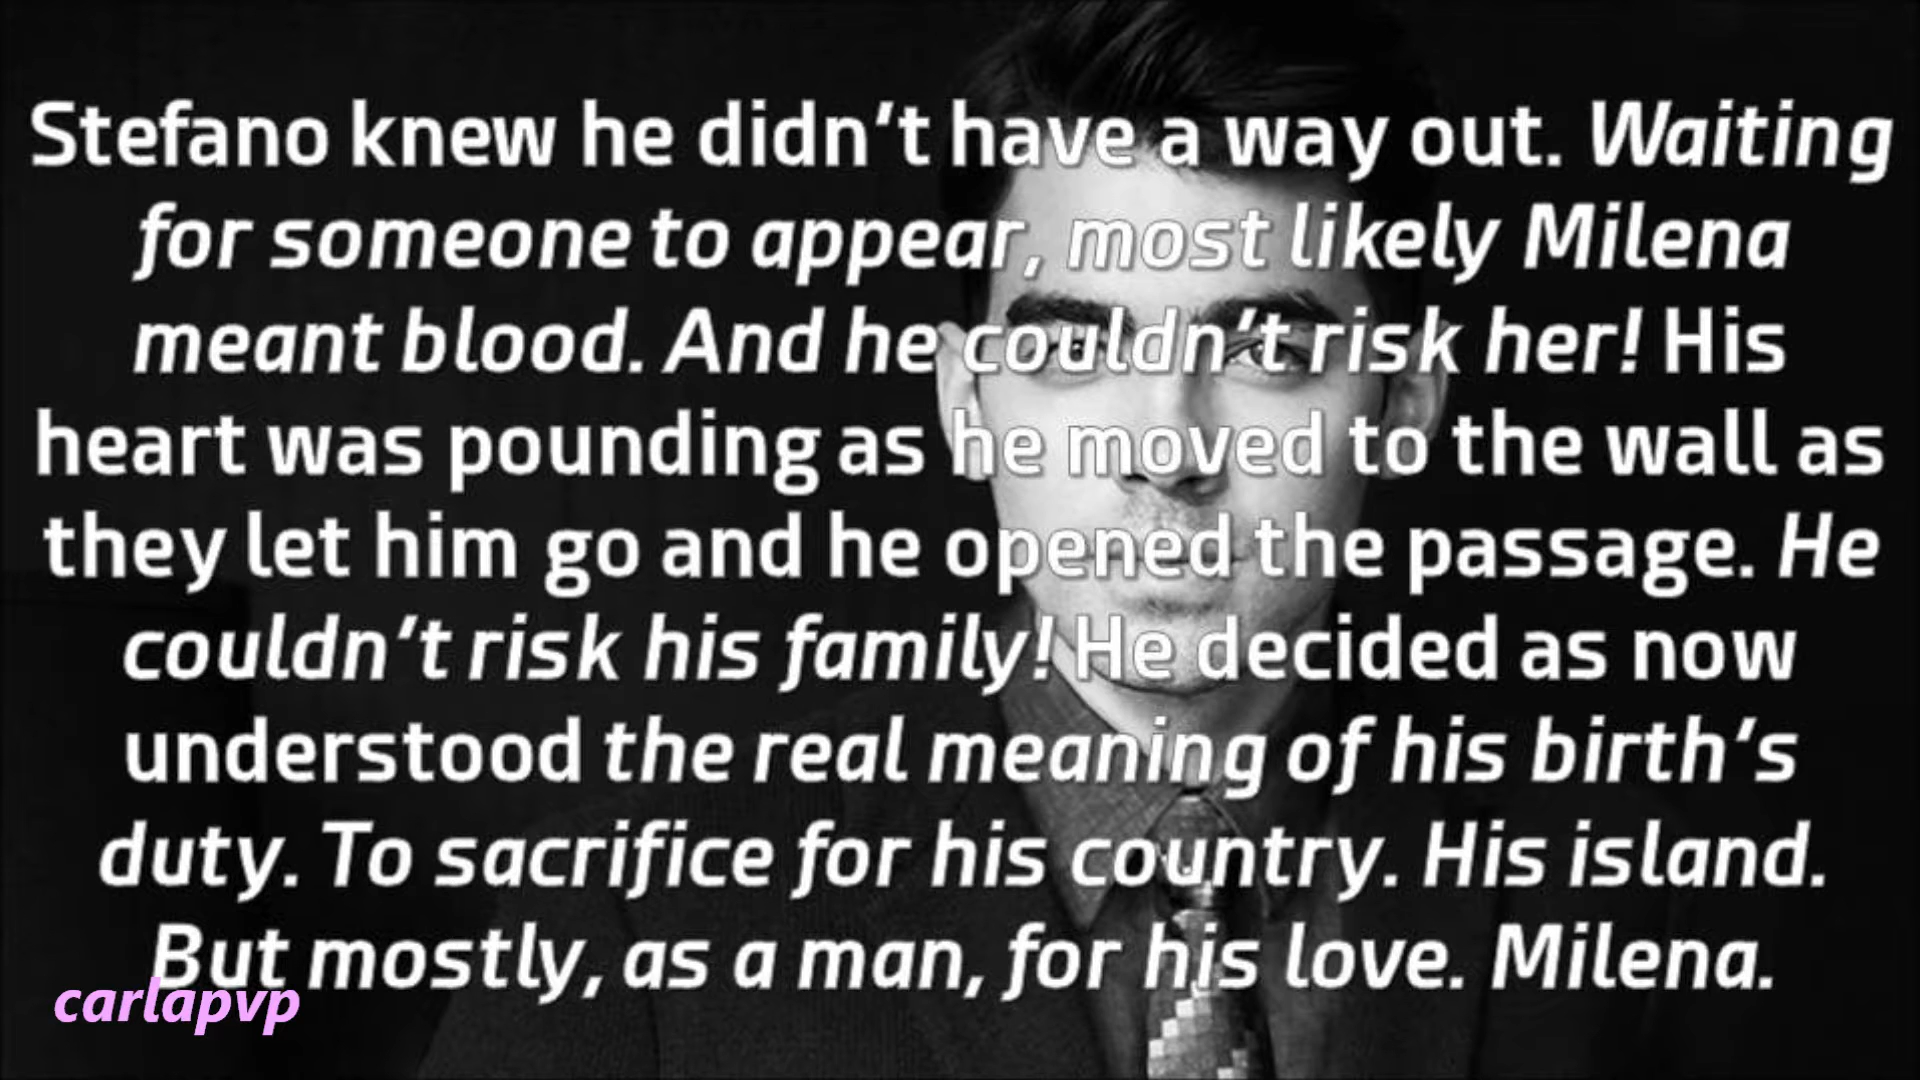 Stefano knew he didn’t have a way out. Waiting
for someone to appear, most likely Milena
meant blood. And he couldn’t risk her! His
heart was pounding as he moved to the wall as
they let him go and he opened the passage. He
couldn’t risk his family! He decided as now
understood the real meaning of his birth’s
duty. To sacrifice for his country. His island.
But mostly, as a man, for his love. Milena.
carlapvp